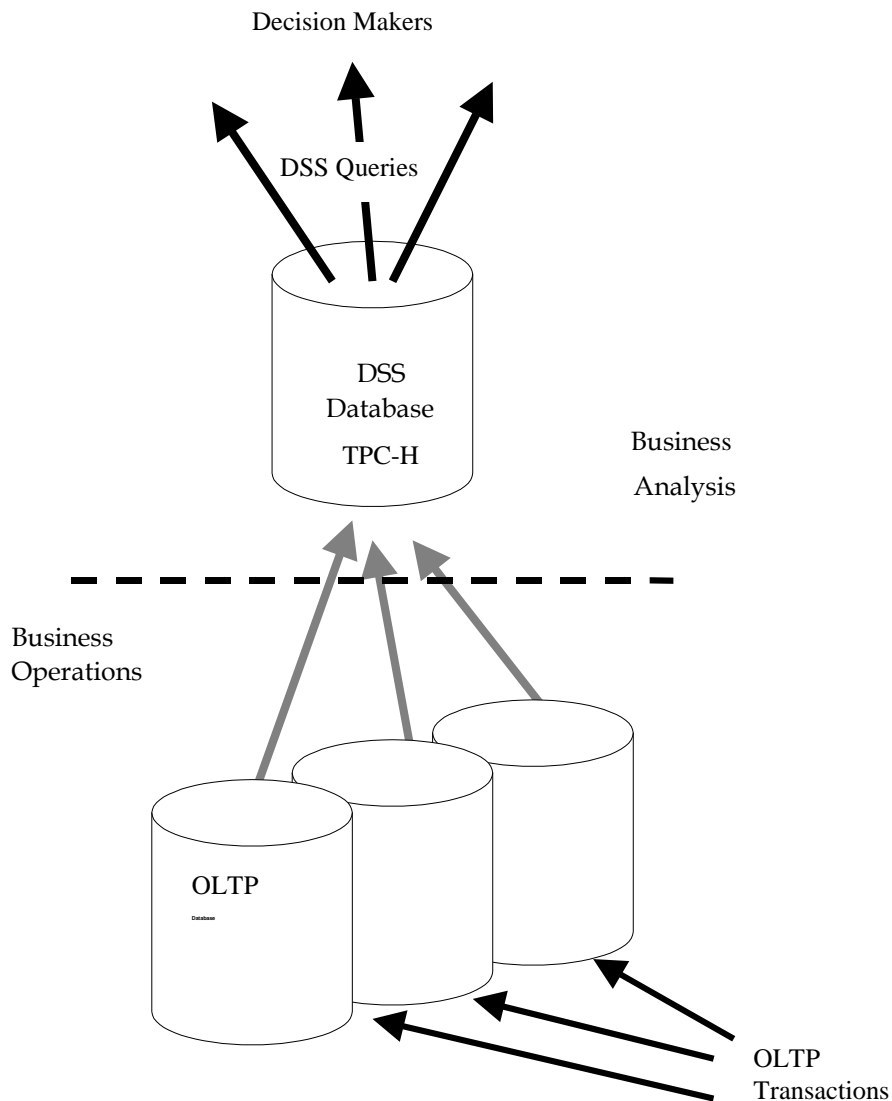 Decision Makers
DSS Queries
DSS
Database
TPC-H
Business
Analysis
Business
Operations
OLTP
Database
OLTP
Transactions